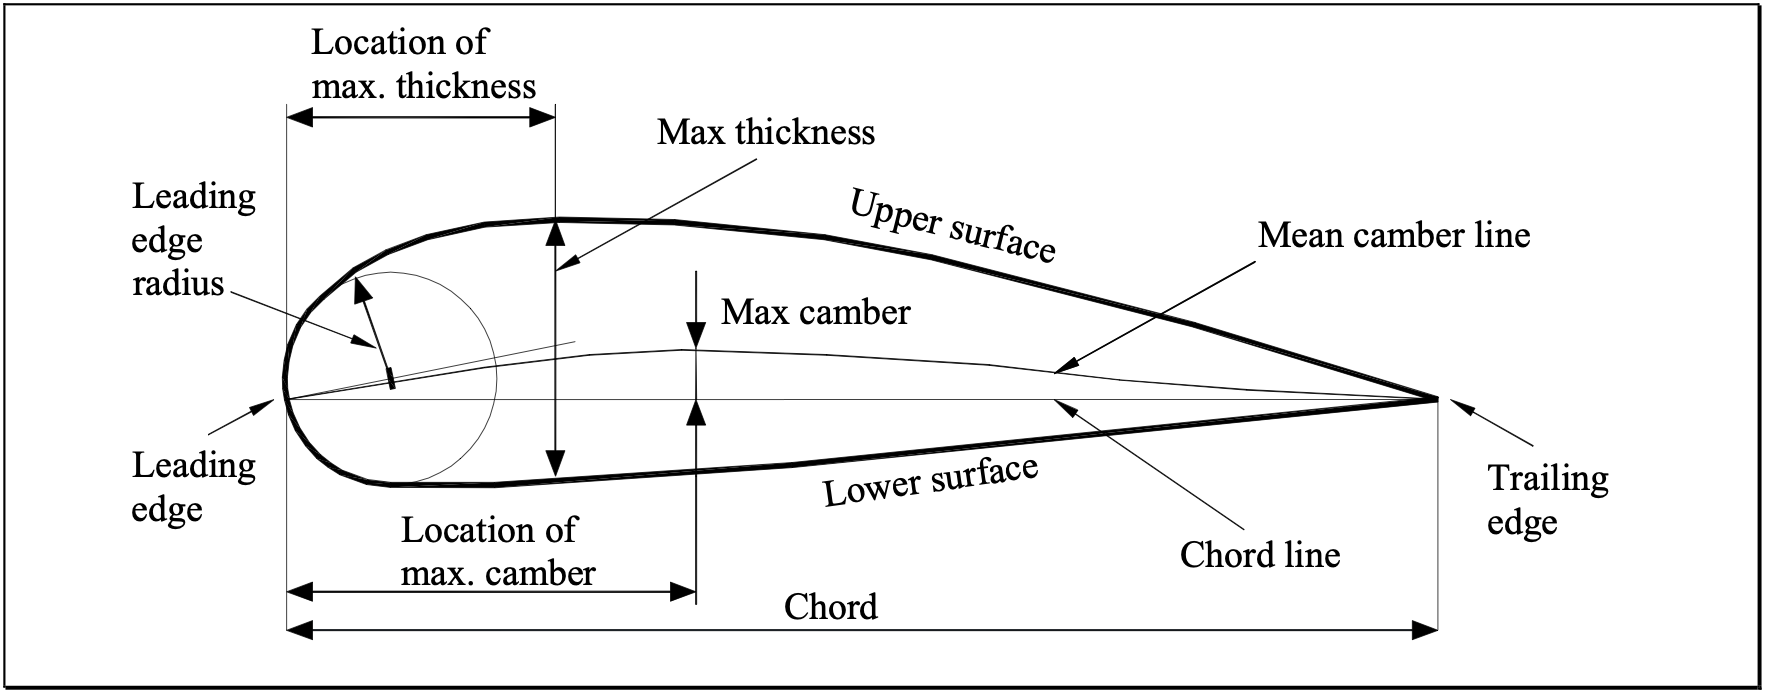 Location of
max. thickness
Max thickness
Leading
edge
radius
Upper surface
Mean camber line
Max camber
Leading
edge
Lower surface
Trailing
edge
Location of
max. camber
Chord line
Chord